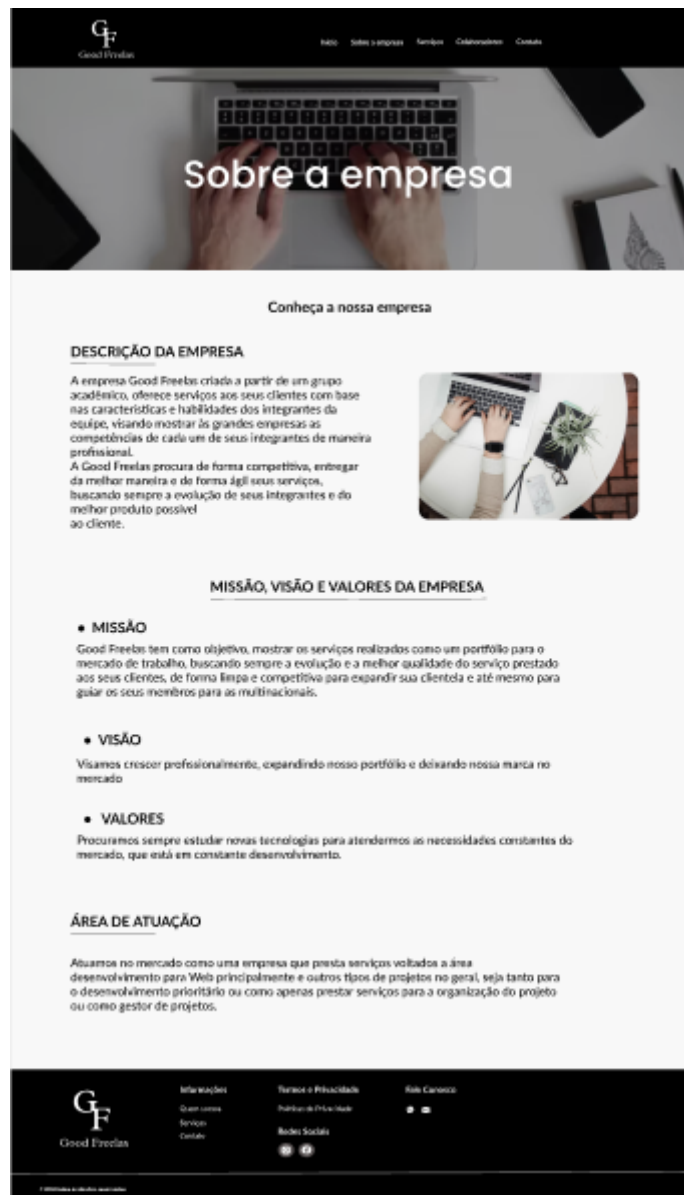 GF
Good Freelas
Início Sobre a empresa Serviços Colaboradores Contato
Sobre a empresa
Conheça a nossa empresa
DESCRIÇÃO DA EMPRESA
A empresa Good Freelas criada a partir de um grupo
acadêmico, oferece serviços aos seus clientes com base
nas características e habilidades dos integrantes da
equipe, visando mostrar às grandes empresas as
competências de cada um de seus integrantes de maneira
profissional.
A Good Freelas procura de forma competitiva, entregar
da melhor maneira e de forma ágil seus serviços,
buscando sempre a evolução de seus integrantes e do
melhor produto possível
ao cliente.
MISSÃO, VISÃO E VALORES DA EMPRESA
• MISSÃO
Good Freelas tem como objetivo, mostrar os serviços realizados como um portfólio para o
mercado de trabalho, buscando sempre a evolução e a melhor qualidade do serviço prestado
aos seus clientes, de forma limpa e competitiva para expandir sua clientela e até mesmo para
guiar os seus membros para as multinacionais.
• VISÃO
Visamos crescer profissionalmente, expandindo nosso portfólio e deixando nossa marca no
mercado
• VALORES
Procuramos sempre estudar novas tecnologias para atendermos as necessidades constantes do
mercado, que está em constante desenvolvimento.
ÁREA DE ATUAÇÃO
Atuamos no mercado como uma empresa que presta serviços voltados a área
desenvolvimento para Web principalmente e outros tipos de projetos no geral, seja tanto para
o desenvolvimento prioritário ou como apenas prestar serviços para a organização do projeto
ou como gestor de projetos.
GF
Good Freelas
Informações
Quem somos
Serviços
Contato
Termos e Privacidade
Políticas de Privacidade
Redes Sociais
Fale Conosco